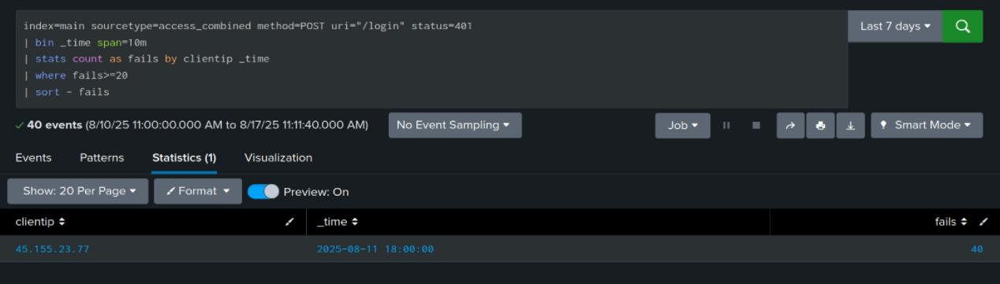 index=main sourcetype=access_combined method=POST uri="/login" status=401
| bin _time span=10m
| stats count as fails by clientip _time
| where fails>=20
| sort - fails
Last 7 days
40 events (8/10/25 11:00:00.000 AM to 8/17/25 11:11:40.000 AM)
No Event Sampling
Job
Smart Mode
Events
Patterns
Statistics (1)
Visualization
Show: 20 Per Page
Format
Preview: On
clientip
_time
fails
45.155.23.77
2025-08-11 18:00:00
40